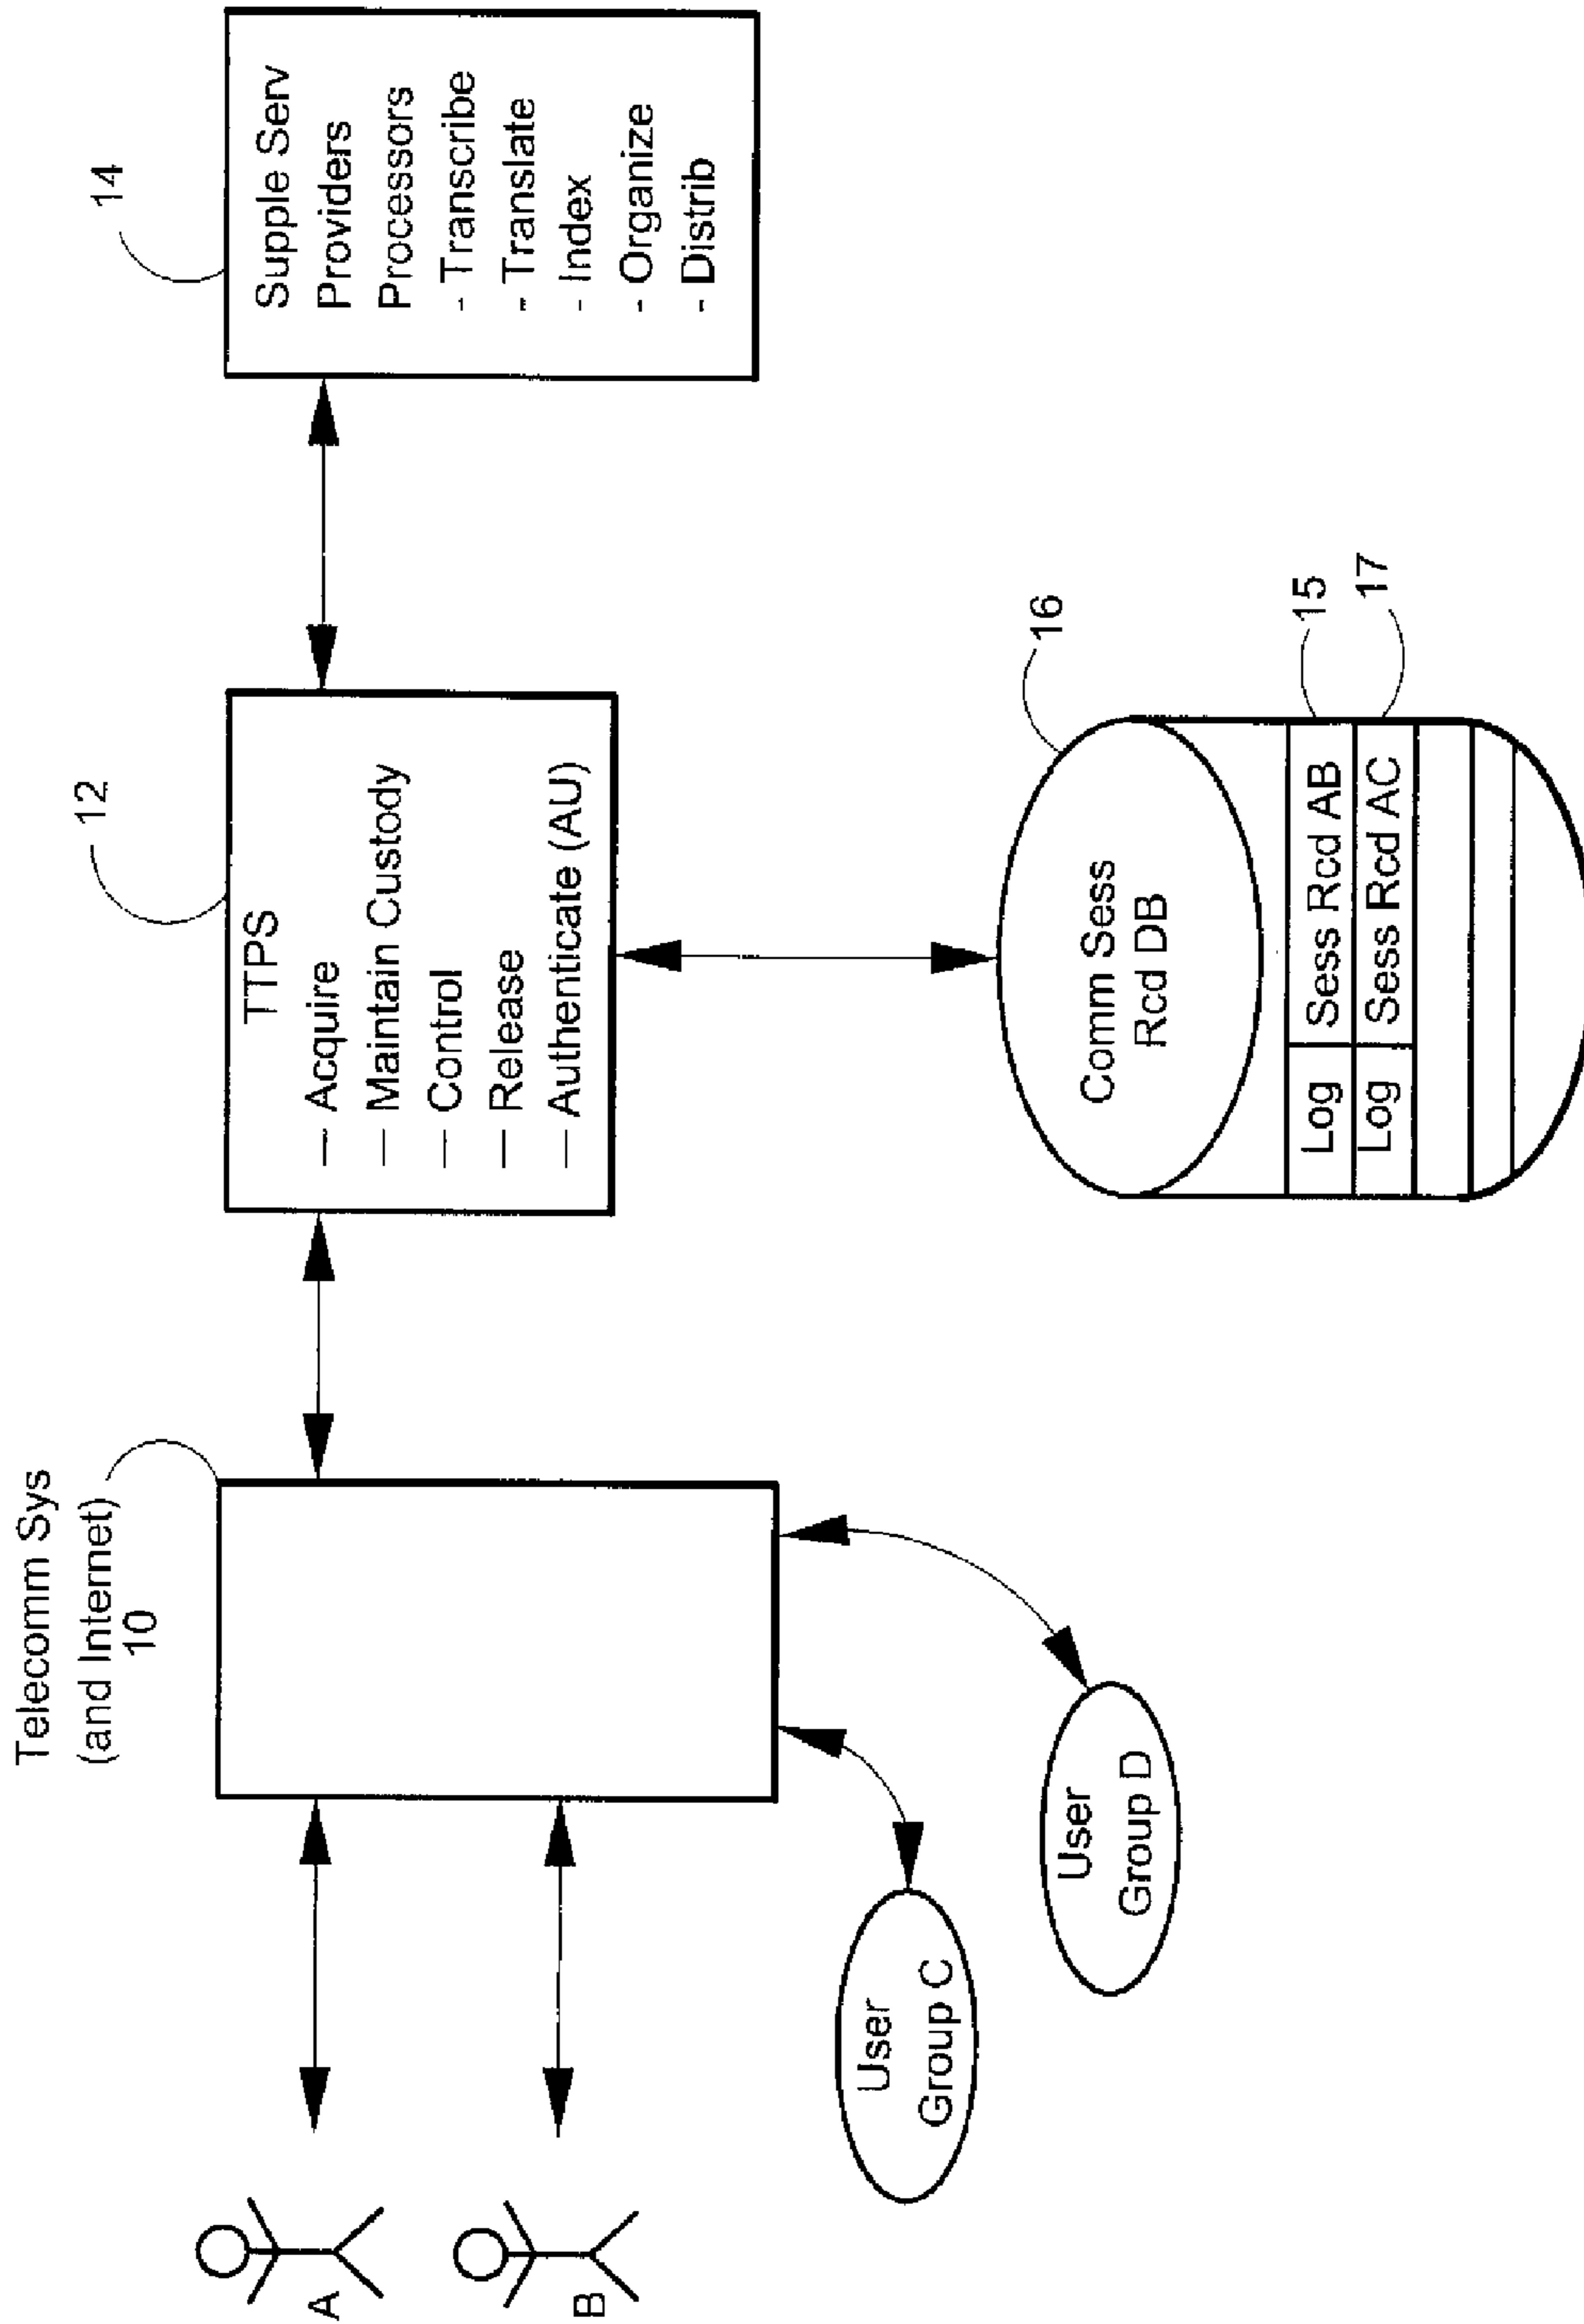 Telecomm Sys
(and Internet)
10
A
B
User
Group C
User
Group D
12
TTPS
— Acquire
— Maintain Custody
— Control
— Release
— Authenticate (AU)
14
Supple Serv
Providers
Processors
- Transcribe
- Translate
- Index
- Organize
- Distrib
16
Comm Sess
Rcd DB
Log Sess Rcd AB 15
Log Sess Rcd AC 17